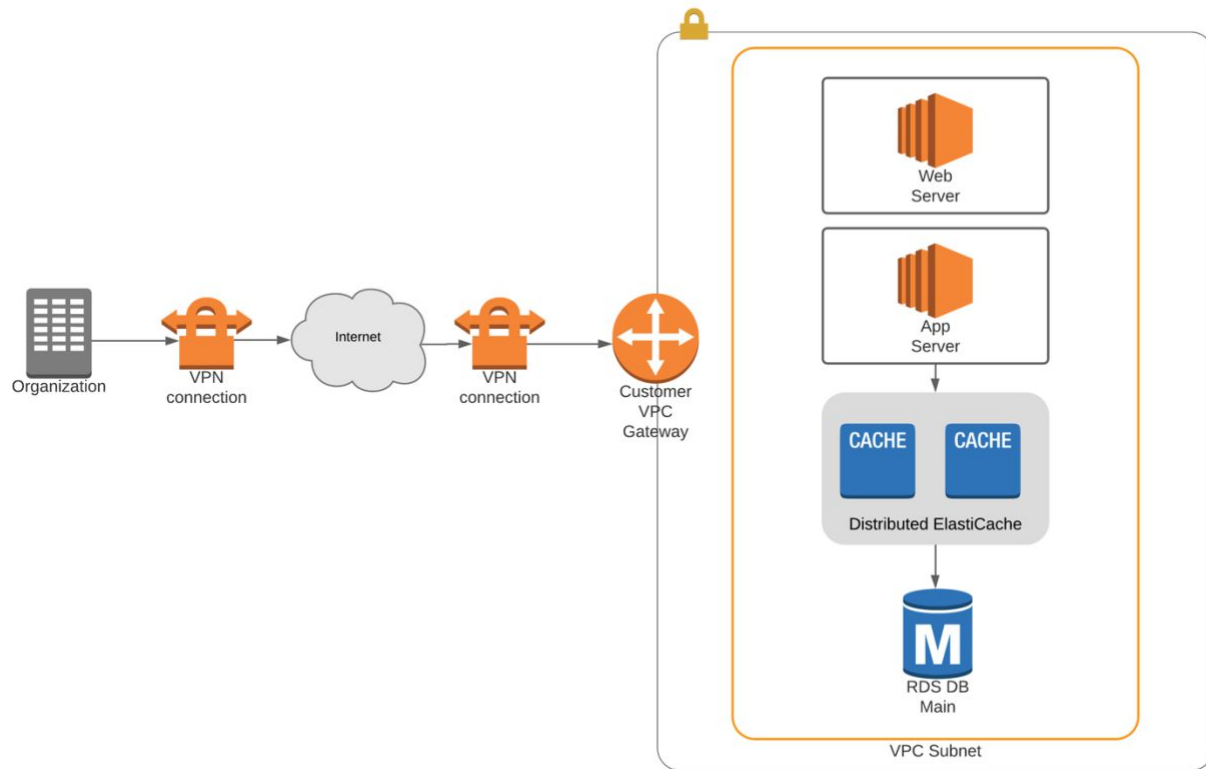 Organization
VPN
connection
Internet
VPN
connection
Customer
VPC
Gateway
Web
Server
App
Server
CACHE
CACHE
Distributed ElastiCache
M
RDS DB
Main
VPC Subnet